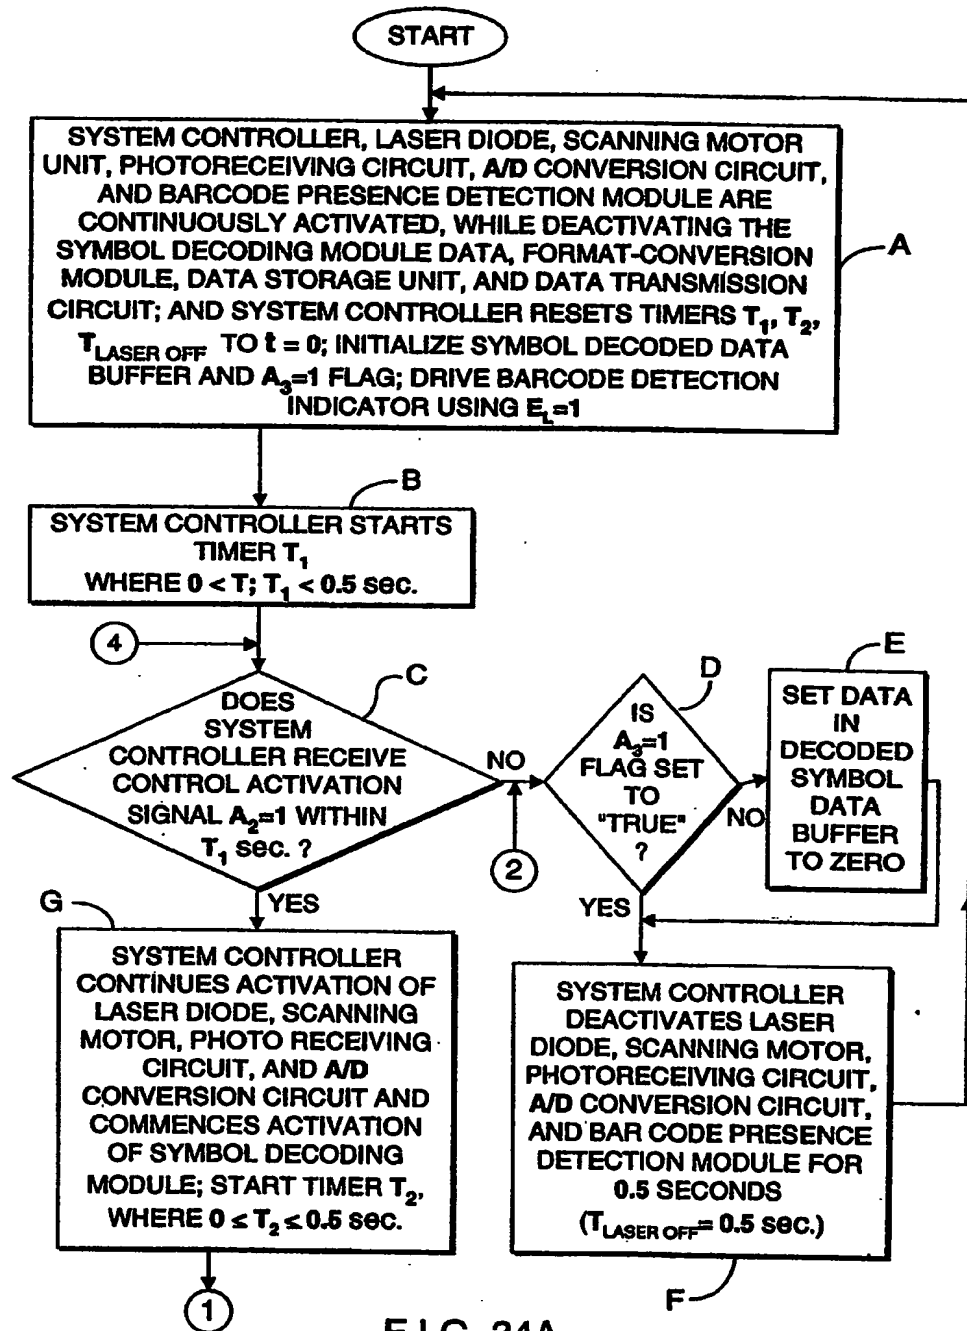 START
SYSTEM CONTROLLER, LASER DIODE, SCANNING MOTOR
UNIT, PHOTORECEIVING CIRCUIT, A/D CONVERSION CIRCUIT,
AND BARCODE PRESENCE DETECTION MODULE ARE
CONTINUOUSLY ACTIVATED, WHILE DEACTIVATING THE
SYMBOL DECODING MODULE DATA, FORMAT-CONVERSION
MODULE, DATA STORAGE UNIT, AND DATA TRANSMISSION
CIRCUIT; AND SYSTEM CONTROLLER RESETS TIMERS T1, T2,
TLASER OFF TO t = 0; INITIALIZE SYMBOL DECODED DATA
BUFFER AND A3=1 FLAG; DRIVE BARCODE DETECTION
INDICATOR USING EL=1
A
B
SYSTEM CONTROLLER STARTS
TIMER T1
WHERE 0 < T; T1 < 0.5 sec.
4
C
DOES
SYSTEM
CONTROLLER RECEIVE
CONTROL ACTIVATION
SIGNAL A2=1 WITHIN
T1 sec. ?
NO
2
YES
D
IS
A3=1
FLAG SET
TO
"TRUE"
?
NO
YES
E
SET DATA
IN
DECODED
SYMBOL
DATA
BUFFER
TO ZERO
G
SYSTEM CONTROLLER
CONTINUES ACTIVATION OF
LASER DIODE, SCANNING
MOTOR, PHOTO RECEIVING
CIRCUIT, AND A/D
CONVERSION CIRCUIT AND
COMMENCES ACTIVATION
OF SYMBOL DECODING
MODULE; START TIMER T2,
WHERE 0 ≤ T2 ≤ 0.5 sec.
1
SYSTEM CONTROLLER
DEACTIVATES LASER
DIODE, SCANNING MOTOR,
PHOTORECEIVING CIRCUIT,
A/D CONVERSION CIRCUIT,
AND BAR CODE PRESENCE
DETECTION MODULE FOR
0.5 SECONDS
(TLASER OFF= 0.5 sec.)
F
FIG. 24A